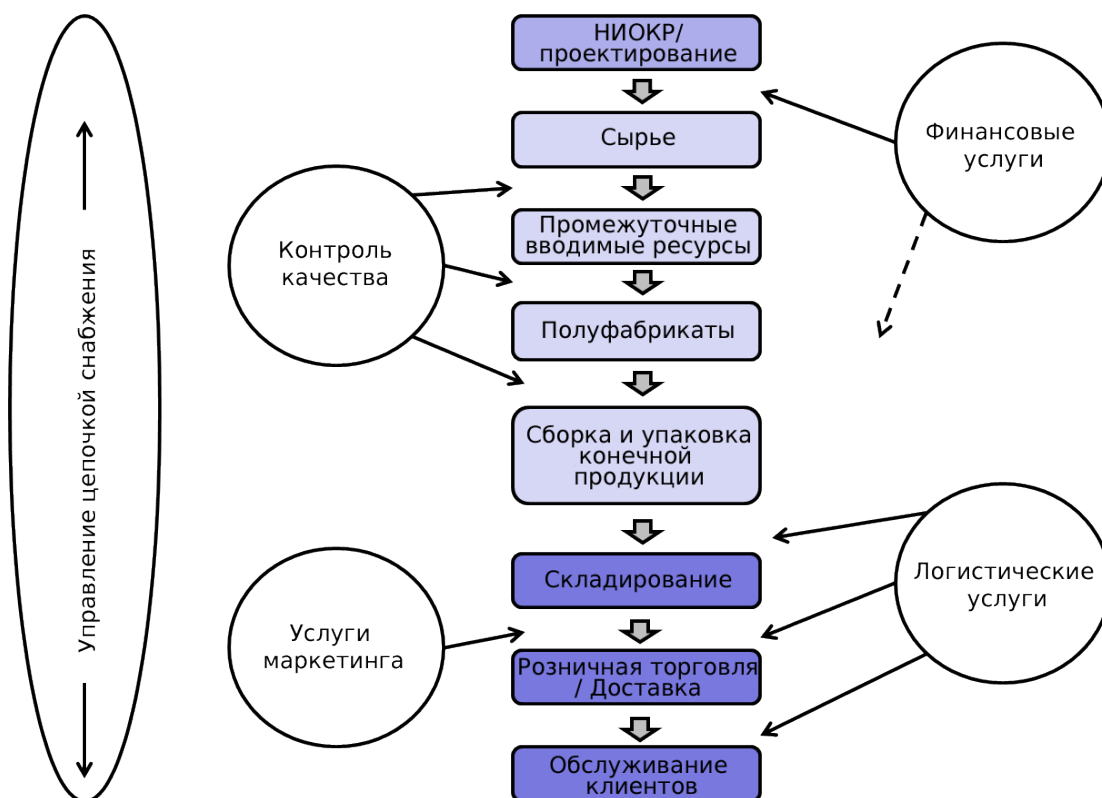 НИОКР/
проектирование
Сырье
Финансовые
услуги
Промежуточные
вводимые ресурсы
Контроль
качества
Полуфабрикаты
Управление цепочкой снабжения
Сборка и упаковка
конечной
продукции
Складирование
Логистические
услуги
Услуги
маркетинга
Розничная торговля
/ Доставка
Обслуживание
клиентов